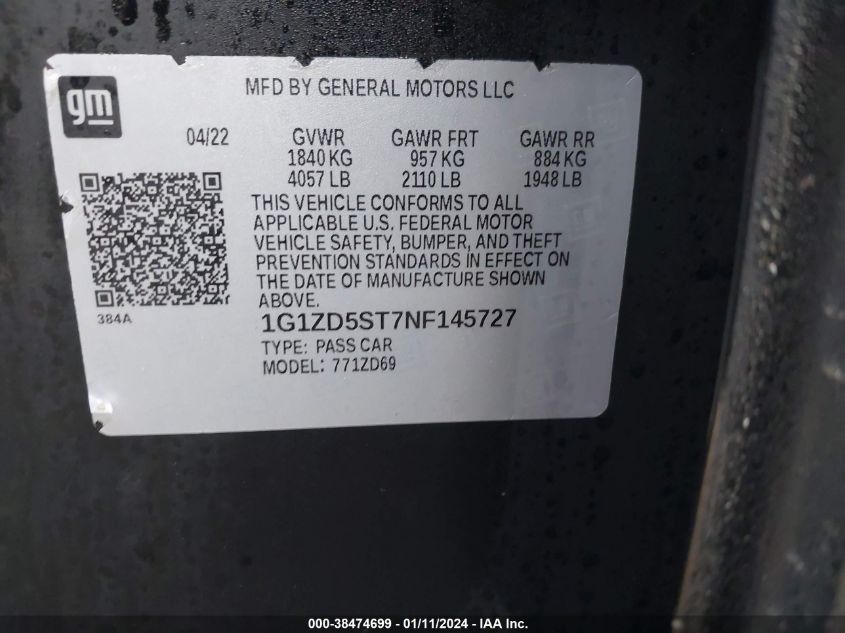 gm
MFD BY GENERAL MOTORS LLC
04/22 GVWR GAWR FRT GAWR RR
1840 KG 957 KG 884 KG
4057 LB 2110 LB 1948 LB
THIS VEHICLE CONFORMS TO ALL
APPLICABLE U.S. FEDERAL MOTOR
VEHICLE SAFETY, BUMPER, AND THEFT
PREVENTION STANDARDS IN EFFECT ON
THE DATE OF MANUFACTURE SHOWN
ABOVE.
384A
1G1ZD5ST7NF145727
TYPE: PASS CAR
MODEL: 771ZD69
000-38474699 - 01/11/2024 - IAA Inc.